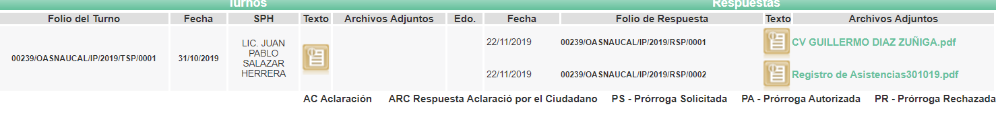 Turnos Respuestas
Folio del Turno Fecha SPH Texto Archivos Adjuntos Edo. Fecha Folio de Respuesta Texto Archivos Adjuntos
00239/OASNAUCAL/IP/2019/TSP/0001 31/10/2019 LIC. JUAN
PABLO
SALAZAR
HERRERA
22/11/2019 00239/OASNAUCAL/IP/2019/RSP/0001 CV GUILLERMO DIAZ ZUÑIGA.pdf
22/11/2019 00239/OASNAUCAL/IP/2019/RSP/0002 Registro de Asistencias301019.pdf
AC Aclaración ARC Respuesta Aclaració por el Ciudadano PS - Prórroga Solicitada PA - Prórroga Autorizada PR - Prórroga Rechazada